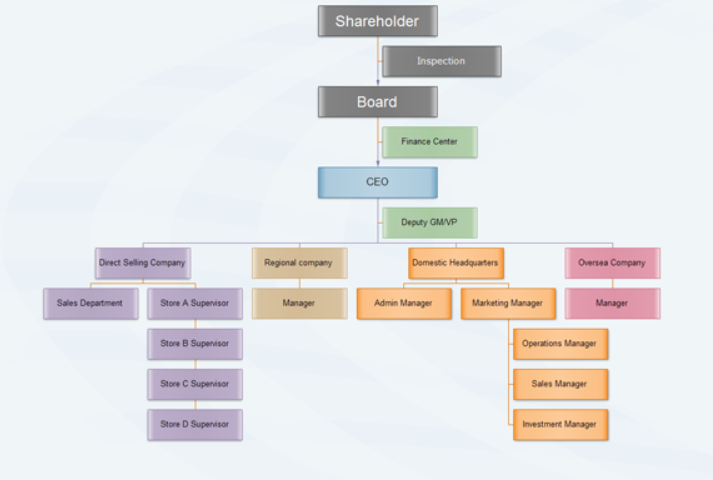 Shareholder
Inspection
Board
Finance Center
CEO
Deputy GM/VP
Direct Selling Company
Regional company
Domestic Headquarters
Oversea Company
Sales Department
Store A Supervisor
Manager
Admin Manager
Marketing Manager
Manager
Store B Supervisor
Operations Manager
Store C Supervisor
Sales Manager
Store D Supervisor
Investment Manager